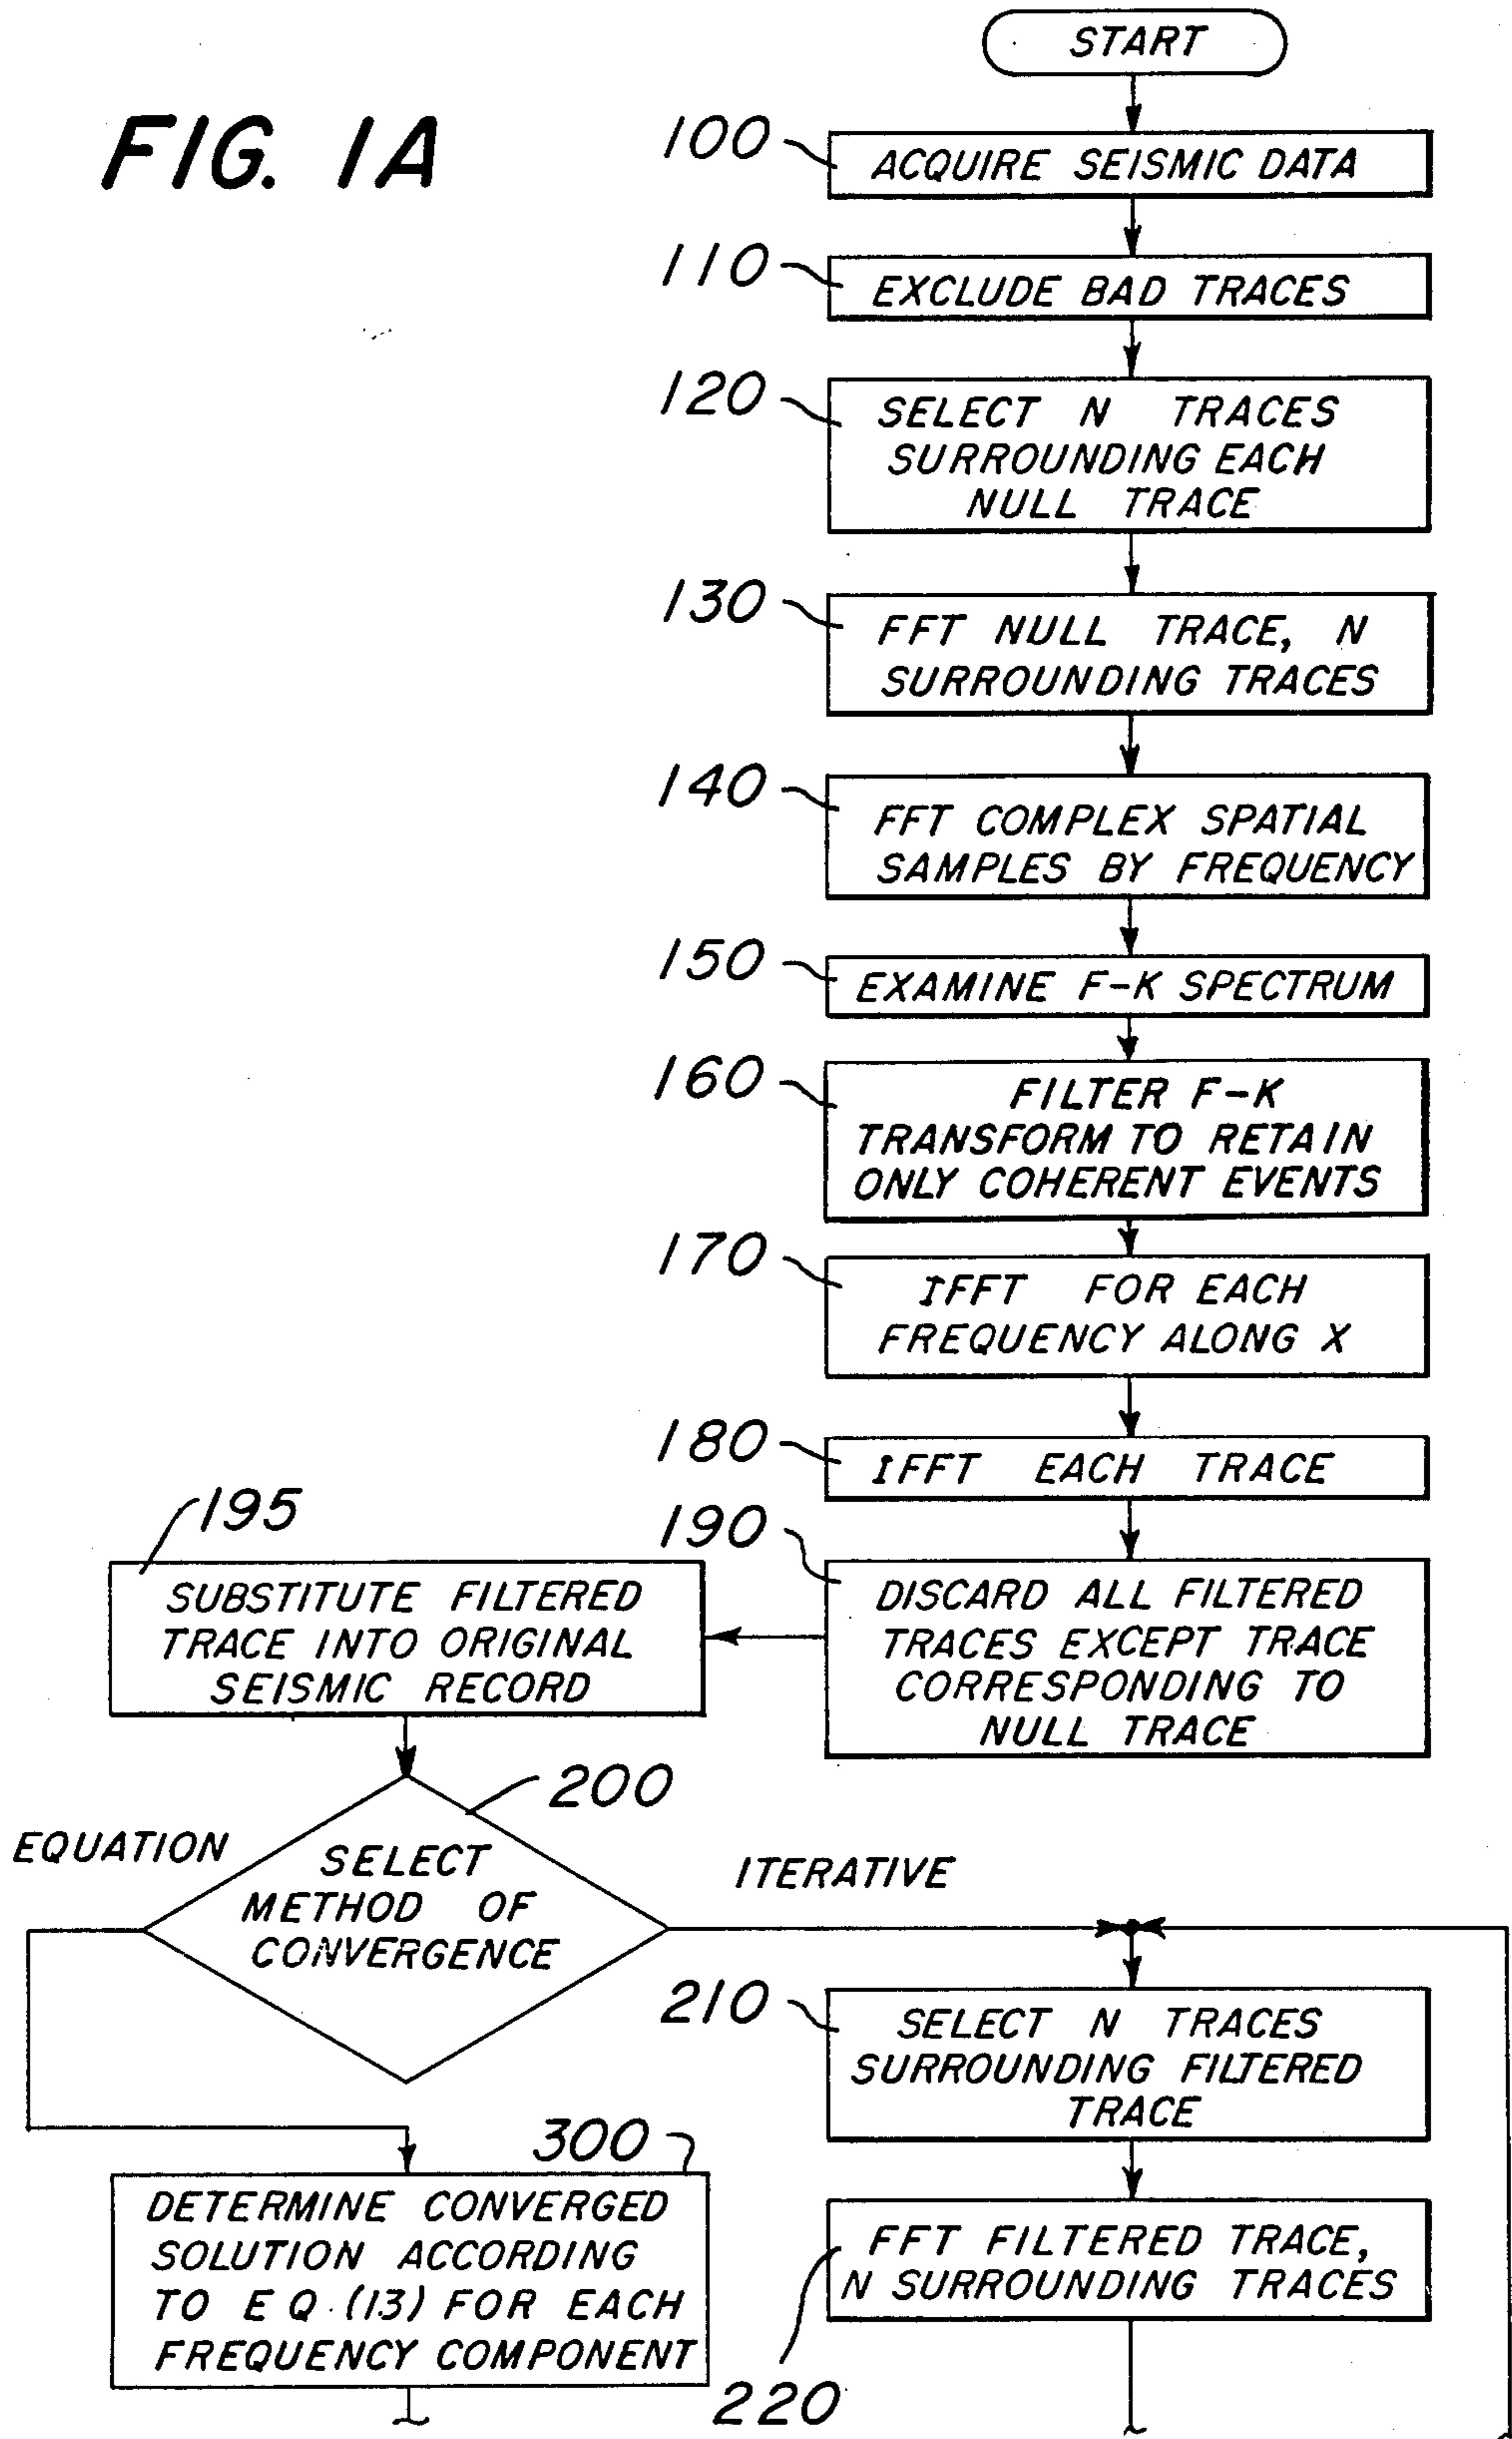 START
FIG. 1A
100
ACQUIRE SEISMIC DATA
110
EXCLUDE BAD TRACES
120
SELECT N TRACES
SURROUNDING EACH
NULL TRACE
130
FFT NULL TRACE, N
SURROUNDING TRACES
140
FFT COMPLEX SPATIAL
SAMPLES BY FREQUENCY
150
EXAMINE F-K SPECTRUM
160
FILTER F-K
TRANSFORM TO RETAIN
ONLY COHERENT EVENTS
170
IFFT FOR EACH
FREQUENCY ALONG X
180
IFFT EACH TRACE
190
DISCARD ALL FILTERED
TRACES EXCEPT TRACE
CORRESPONDING TO
NULL TRACE
195
SUBSTITUTE FILTERED
TRACE INTO ORIGINAL
SEISMIC RECORD
200
SELECT
METHOD OF
CONVERGENCE
EQUATION
ITERATIVE
210
SELECT N TRACES
SURROUNDING FILTERED
TRACE
220
FFT FILTERED TRACE,
N SURROUNDING TRACES
300
DETERMINE CONVERGED
SOLUTION ACCORDING
TO EQ. (13) FOR EACH
FREQUENCY COMPONENT